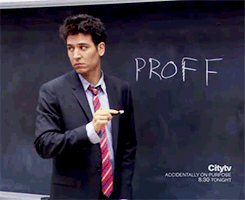 PROFF
Citytv
ACCIDENTALLY ON PURPOSE
8:30 TONIGHT